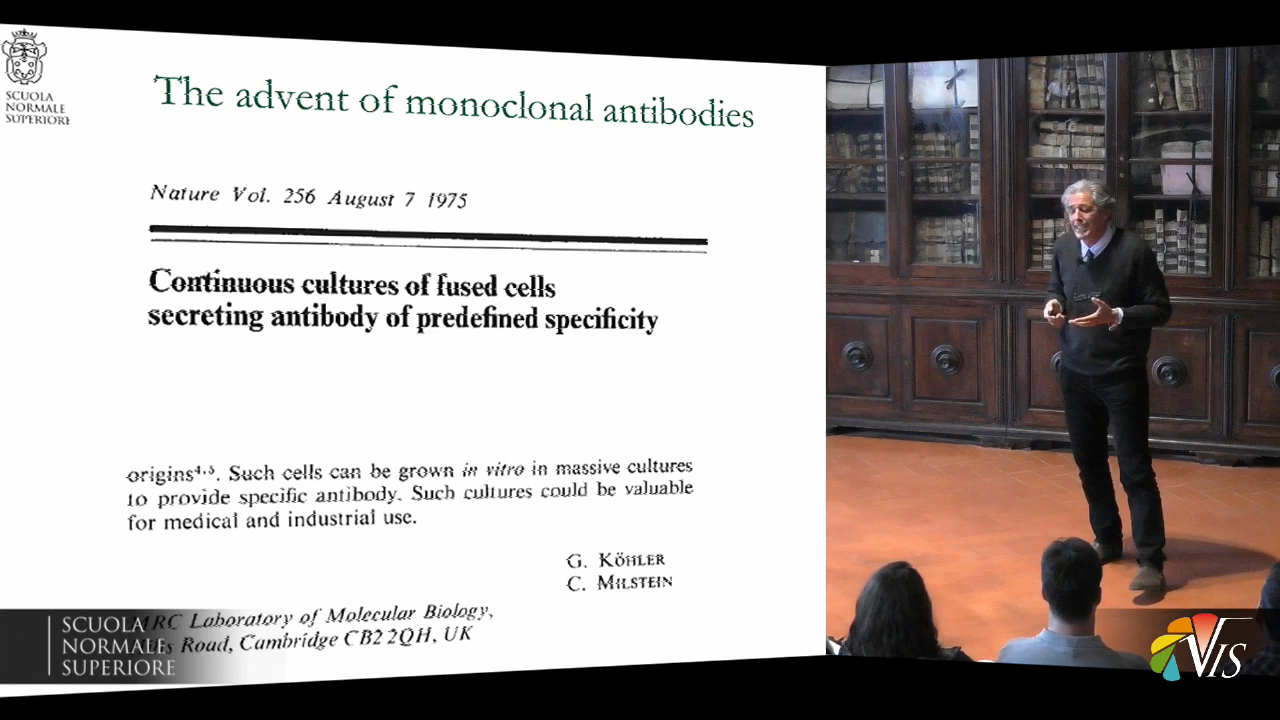 SCUOLA
NORMALE
SUPERIORE
The advent of monoclonal antibodies
Nature Vol. 256 August 7 1975
Continuous cultures of fused cells
secreting antibody of predefined specificity
origins⁴,⁵. Such cells can be grown in vitro in massive cultures
to provide specific antibody. Such cultures could be valuable
for medical and industrial use.
G. KÖHLER
C. MILSTEIN
Laboratory of Molecular Biology,
Road, Cambridge CB2 2QH, UK
SCUOLA
NORMALE
SUPERIORE
VIS